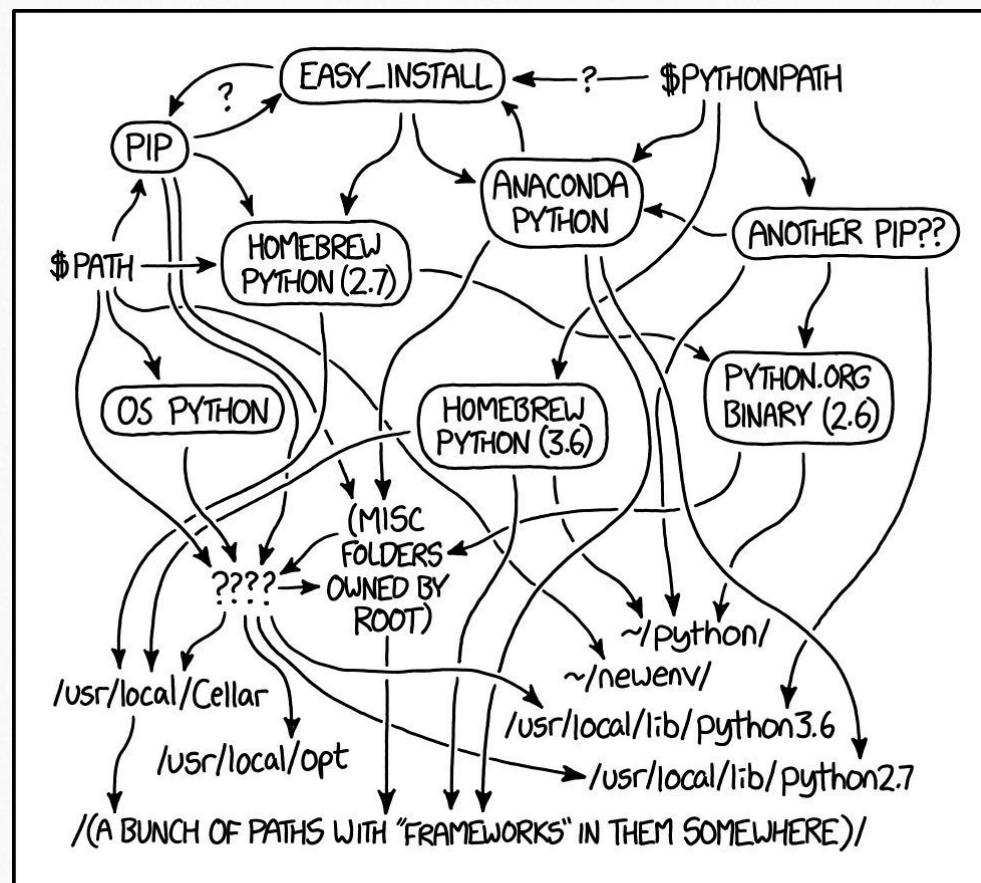 EASY_INSTALL
?
$PYTHONPATH
?
PIP
ANACONDA
PYTHON
ANOTHER PIP??
HOMEBREW
PYTHON (2.7)
$PATH
OS PYTHON
HOMEBREW
PYTHON (3.6)
PYTHON.ORG
BINARY (2.6)
(MISC
FOLDERS
OWNED BY
ROOT)
????
~/python/
~/newenv/
/usr/local/Cellar
/usr/local/lib/python3.6
/usr/local/opt
/usr/local/lib/python2.7
/(A BUNCH OF PATHS WITH "FRAMEWORKS" IN THEM SOMEWHERE)/